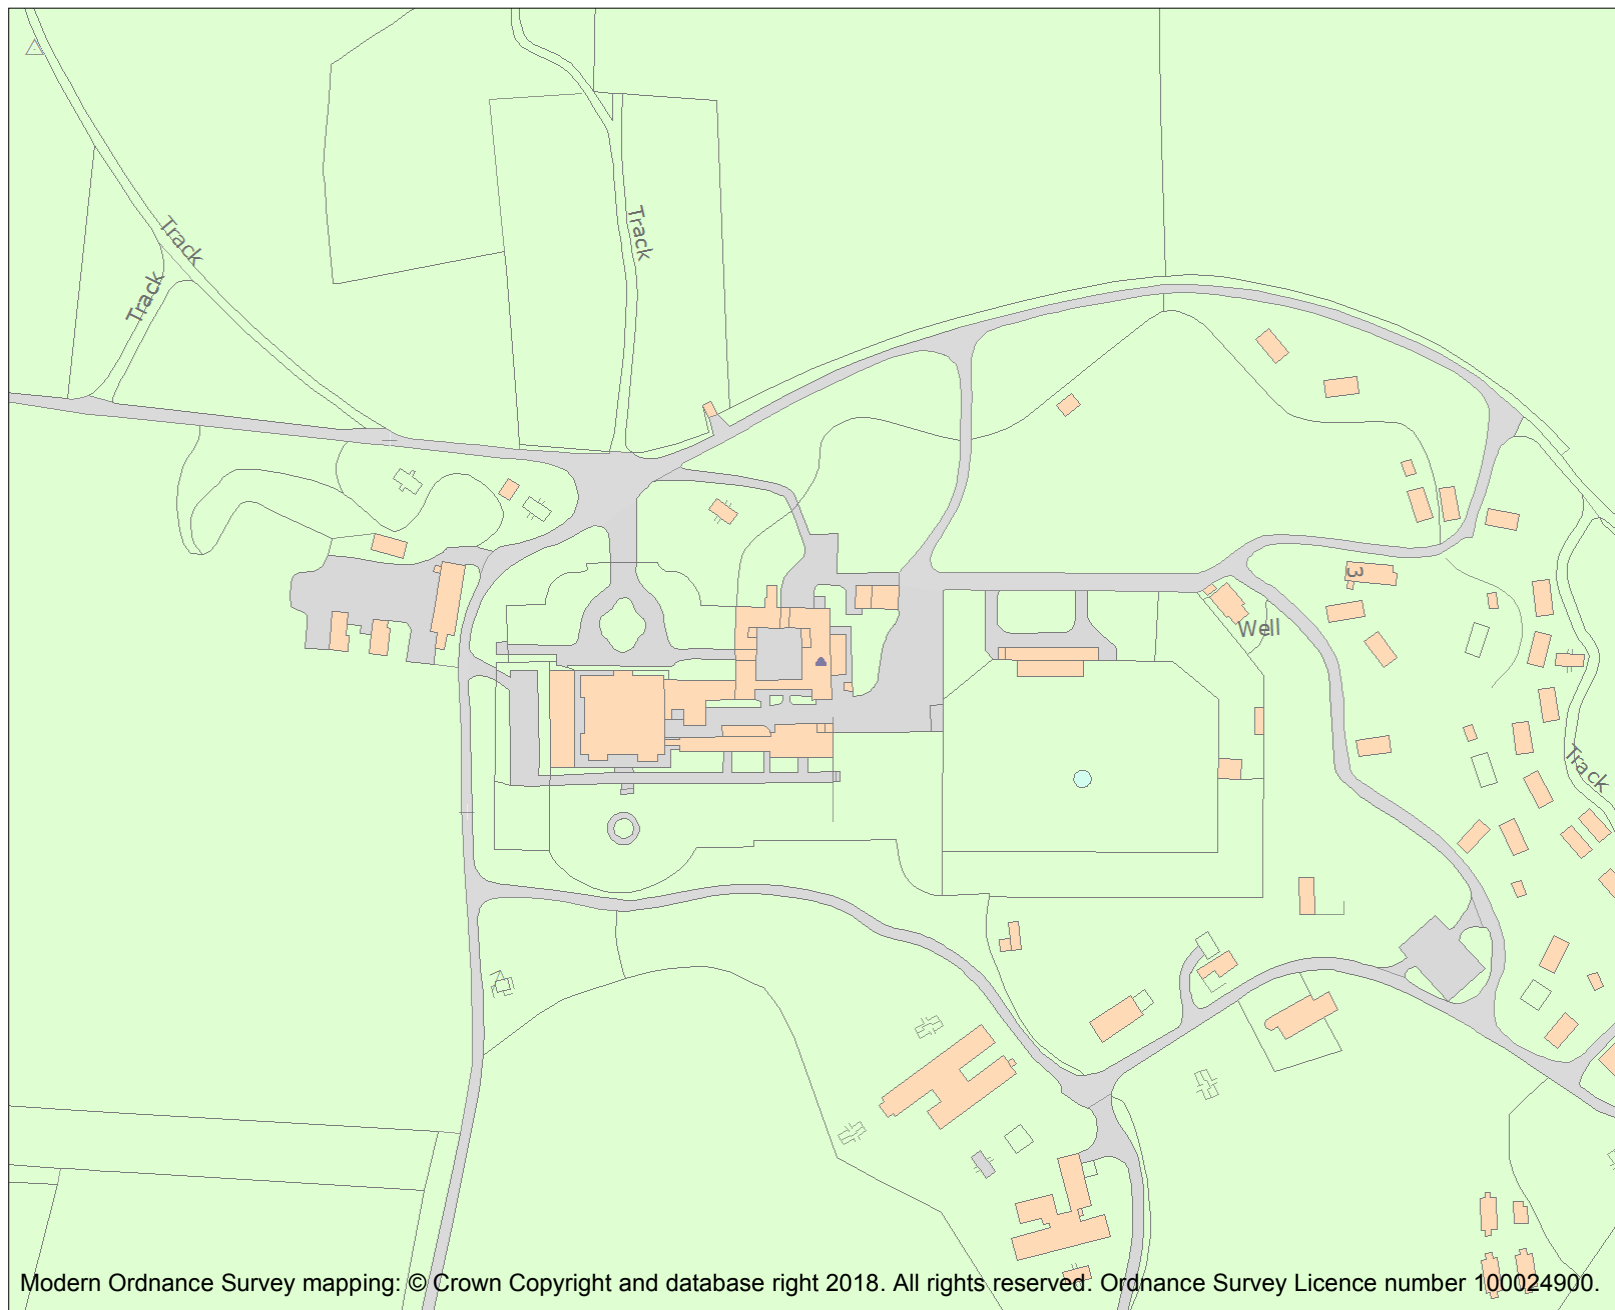 Track
Track
Track
3
Well
Track
Modern Ordnance Survey mapping: © Crown Copyright and database right 2018. All rights reserved. Ordnance Survey Licence number 100024900.